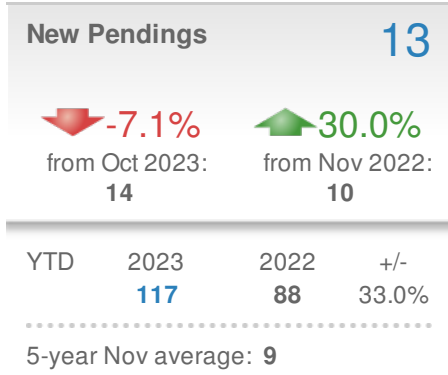 New Pendings 13
-7.1% 30.0%
from Oct 2023: from Nov 2022:
14 10
YTD 2023 2022 +/-
117 88 33.0%
5-year Nov average: 9